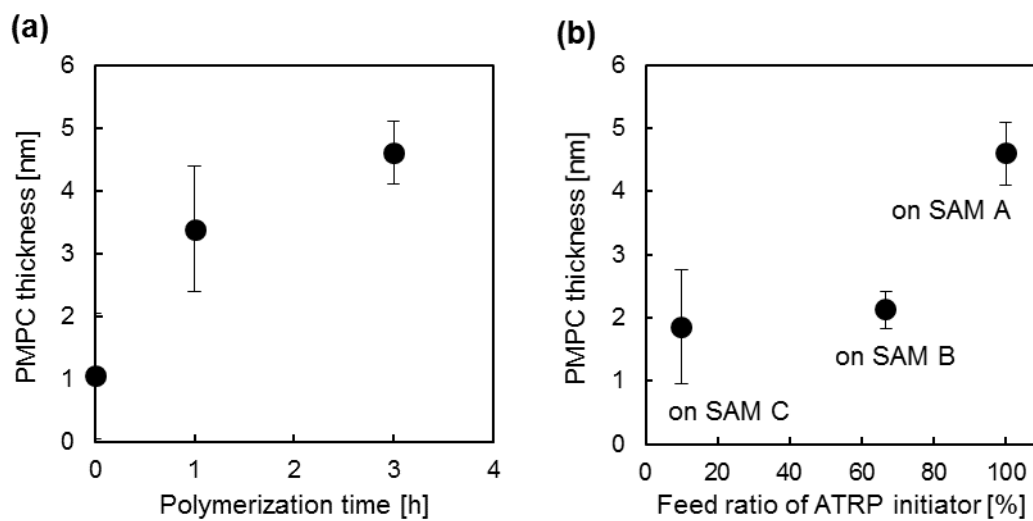 (a)
6
5
4
3
2
1
0
PMPC thickness [nm]
0 1 2 3 4
Polymerization time [h]
(b)
6
5
4
3
2
1
0
PMPC thickness [nm]
on SAM A
on SAM B
on SAM C
0 20 40 60 80 100
Feed ratio of ATRP initiator [%]